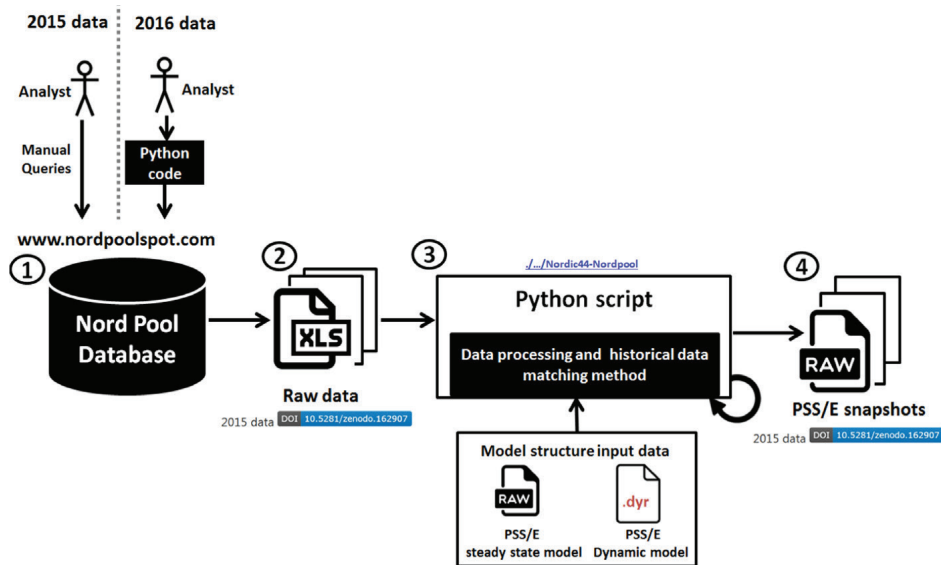 2015 data
2016 data
Analyst
Analyst
Manual
Queries
Python
code
www.nordpoolspot.com
1
Nord Pool
Database
2
XLS
Raw data
2015 data DOI 10.5281/zenodo.162907
3
./.../Nordic44-Nordpool
Python script
Data processing and historical data
matching method
Model structure input data
RAW
PSS/E
steady state model
.dyr
PSS/E
Dynamic model
4
RAW
PSS/E snapshots
2015 data DOI 10.5281/zenodo.162907